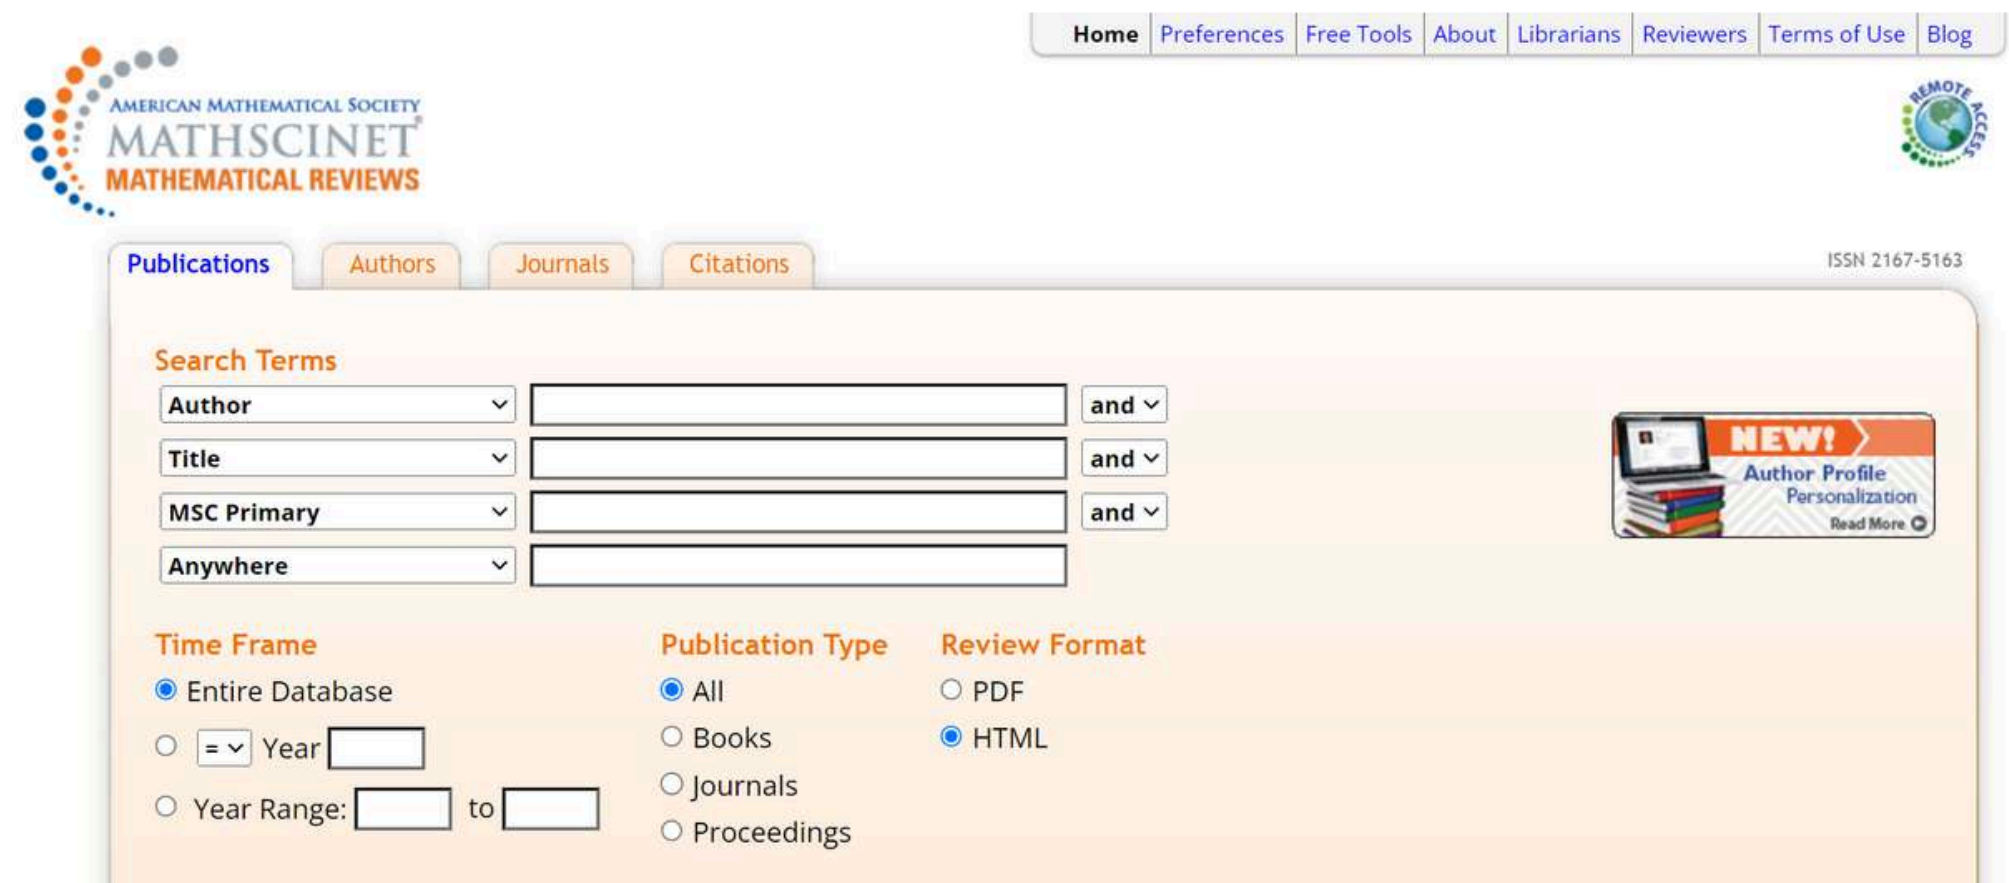 Home Preferences Free Tools About Librarians Reviewers Terms of Use Blog
AMERICAN MATHEMATICAL SOCIETY
MATHSCINET®
MATHEMATICAL REVIEWS
REMOTE ACCESS
Publications Authors Journals Citations
ISSN 2167-5163
Search Terms
Author and
Title and
MSC Primary and
Anywhere
NEW!
Author Profile
Personalization
Read More
Time Frame Publication Type Review Format
Entire Database All PDF
= Year Books HTML
Year Range: to Journals
Proceedings